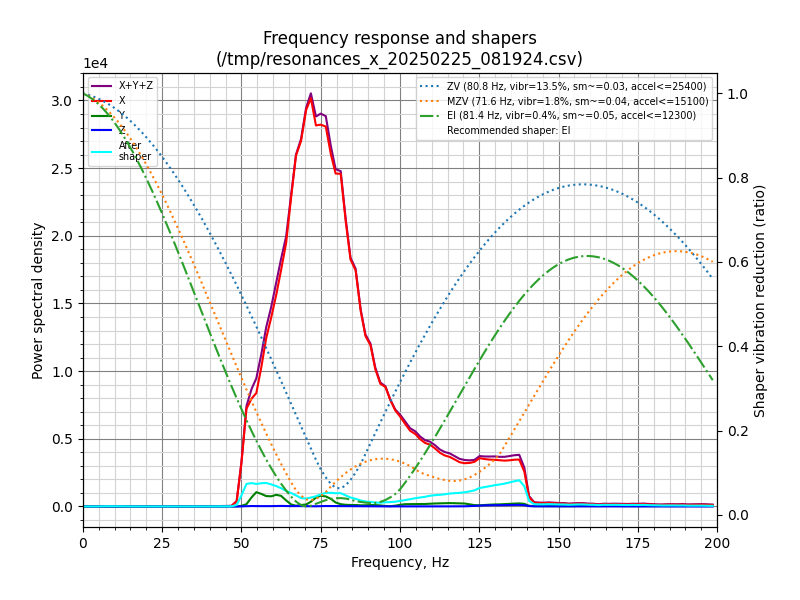 Frequency response and shapers
(/tmp/resonances_x_20250225_081924.csv)
1e4
X+Y+Z
X
Y
Z
After
shaper
ZV (80.8 Hz, vibr=13.5%, sm~=0.03, accel<=25400)
MZV (71.6 Hz, vibr=1.8%, sm~=0.04, accel<=15100)
EI (81.4 Hz, vibr=0.4%, sm~=0.05, accel<=12300)
Recommended shaper: EI
3.0
2.5
2.0
1.5
1.0
0.5
0.0
Power spectral density
1.0
0.8
0.6
0.4
0.2
0.0
Shaper vibration reduction (ratio)
0 25 50 75 100 125 150 175 200
Frequency, Hz